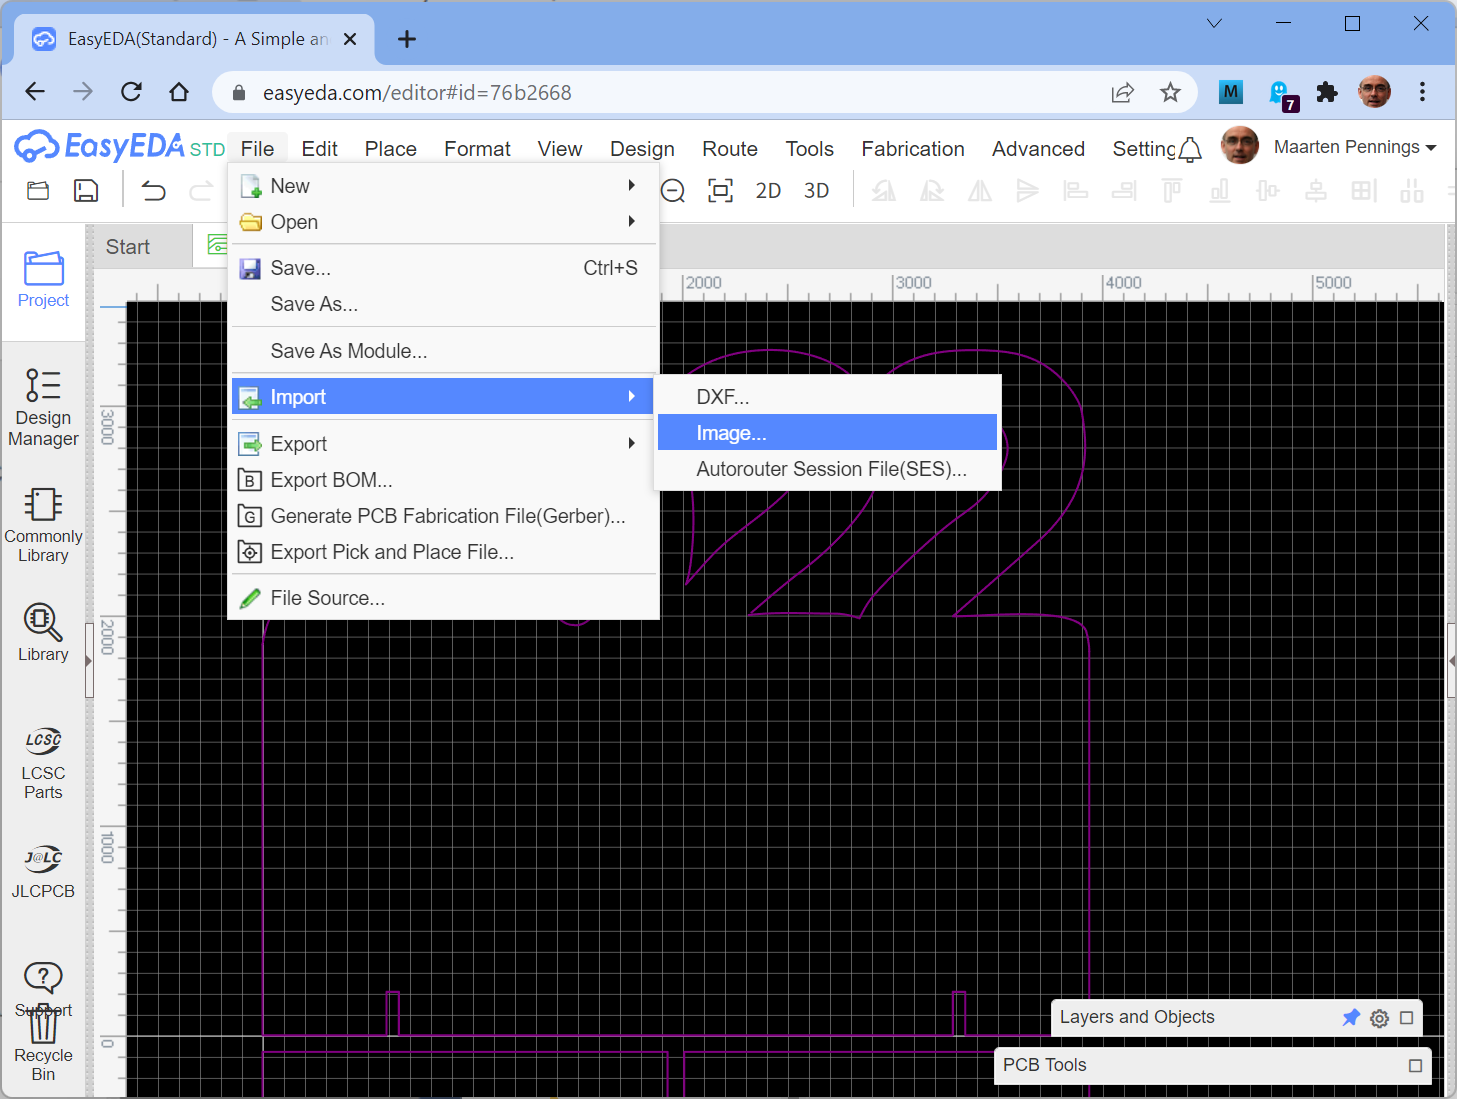 EasyEDA(Standard) - A Simple an
easyeda.com/editor#id=76b2668
M
7
EasyEDA STD
File Edit Place Format View Design Route Tools Fabrication Advanced Setting
Maarten Pennings
2D 3D
New
Open
Save... Ctrl+S
Save As...
Save As Module...
Import
Export
B Export BOM...
G Generate PCB Fabrication File(Gerber)...
Export Pick and Place File...
File Source...
DXF...
Image...
Autorouter Session File(SES)...
Start
2000 3000 4000 5000
3000
2000
1000
0
Project
Design
Manager
Commonly
Library
Library
LCSC
LCSC
Parts
J@LC
JLCPCB
Support
Recycle
Bin
22
Layers and Objects
PCB Tools